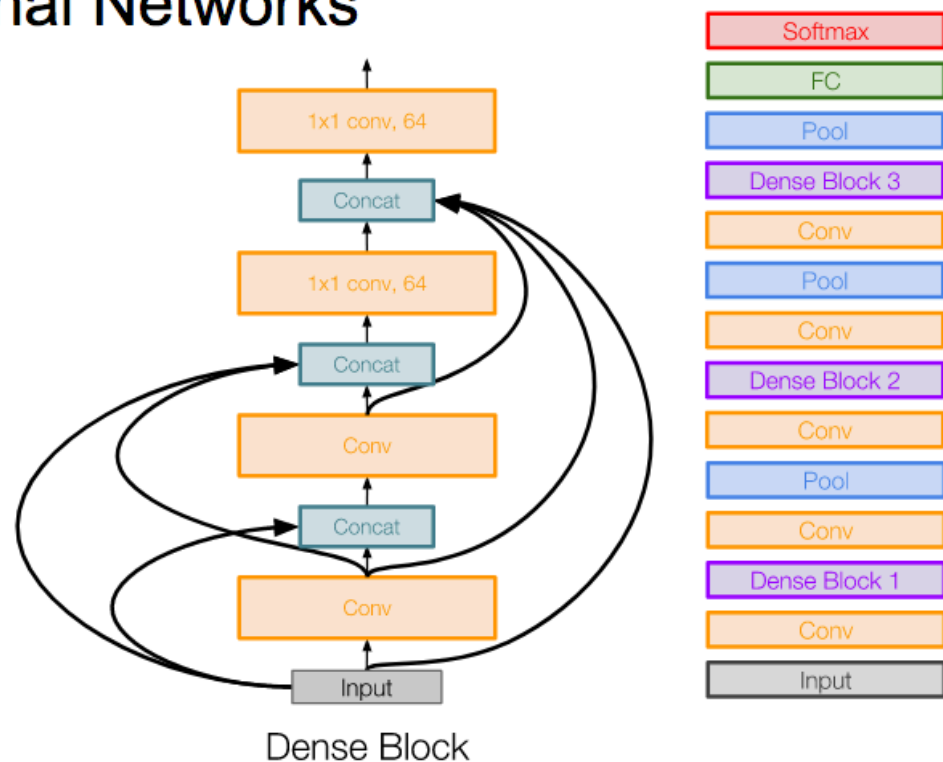 nal Networks
1x1 conv, 64
Concat
1x1 conv, 64
Concat
Conv
Concat
Conv
Input
Dense Block
Softmax
FC
Pool
Dense Block 3
Conv
Pool
Conv
Dense Block 2
Conv
Pool
Conv
Dense Block 1
Conv
Input